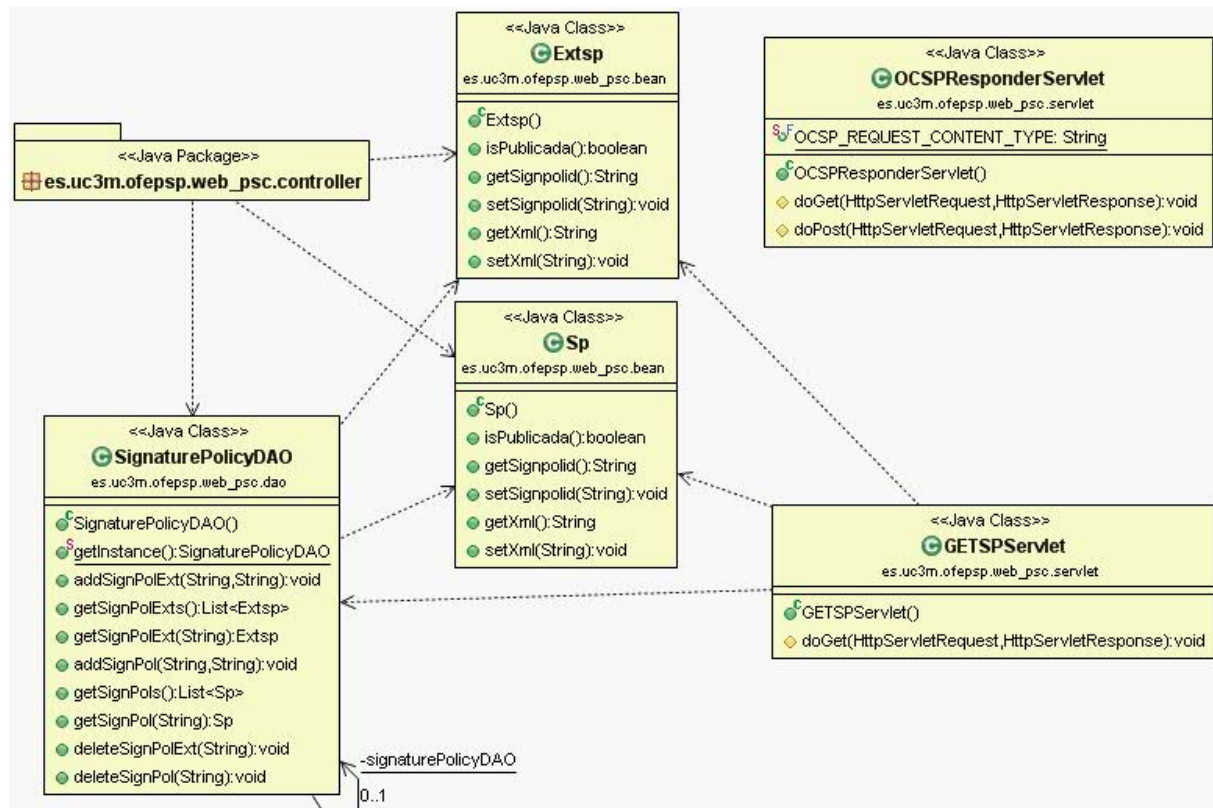 <<Java Class>>
Extsp
es.uc3m.ofepsp.web_psc.bean
Extsp()
isPublicada():boolean
getSignpolid():String
setSignpolid(String):void
getXml():String
setXml(String):void
<<Java Class>>
OCSPResponderServlet
es.uc3m.ofepsp.web_psc.servlet
OCSP_REQUEST_CONTENT_TYPE: String
OCSPResponderServlet()
doGet(HttpServletRequest,HttpServletResponse):void
doPost(HttpServletRequest,HttpServletResponse):void
<<Java Package>>
es.uc3m.ofepsp.web_psc.controller
<<Java Class>>
Sp
es.uc3m.ofepsp.web_psc.bean
Sp()
isPublicada():boolean
getSignpolid():String
setSignpolid(String):void
getXml():String
setXml(String):void
<<Java Class>>
SignaturePolicyDAO
es.uc3m.ofepsp.web_psc.dao
SignaturePolicyDAO()
getInstance():SignaturePolicyDAO
addSignPolExt(String,String):void
getSignPolExts():List<Extsp>
getSignPolExt(String):Extsp
addSignPol(String,String):void
getSignPols():List<Sp>
getSignPol(String):Sp
deleteSignPolExt(String):void
deleteSignPol(String):void
<<Java Class>>
GETSPServlet
es.uc3m.ofepsp.web_psc.servlet
GETSPServlet()
doGet(HttpServletRequest,HttpServletResponse):void
-signaturePolicyDAO
0..1